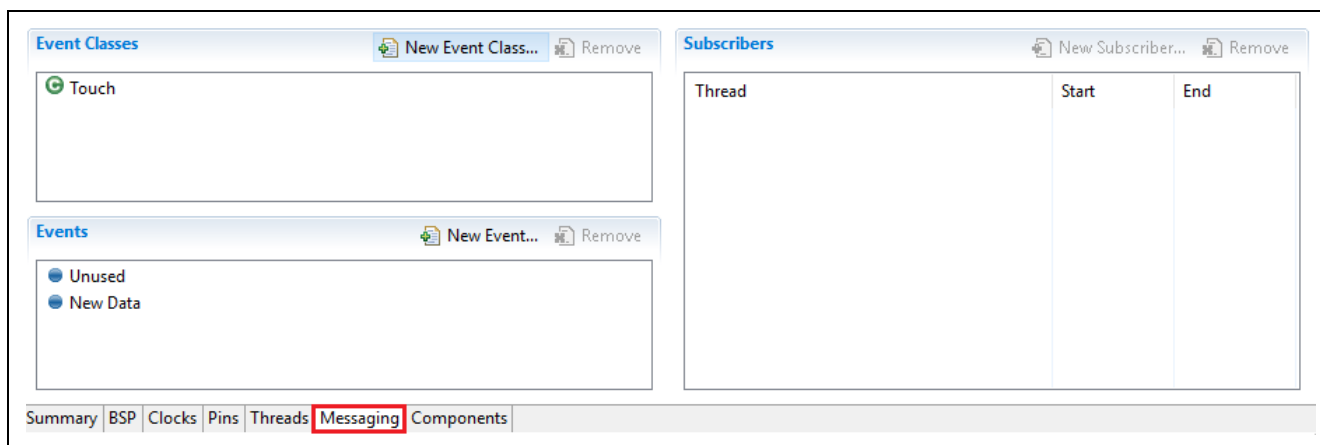 Event Classes New Event Class... Remove
Touch
Events New Event... Remove
Unused
New Data
Subscribers New Subscriber... Remove
Thread Start End
Summary BSP Clocks Pins Threads Messaging Components